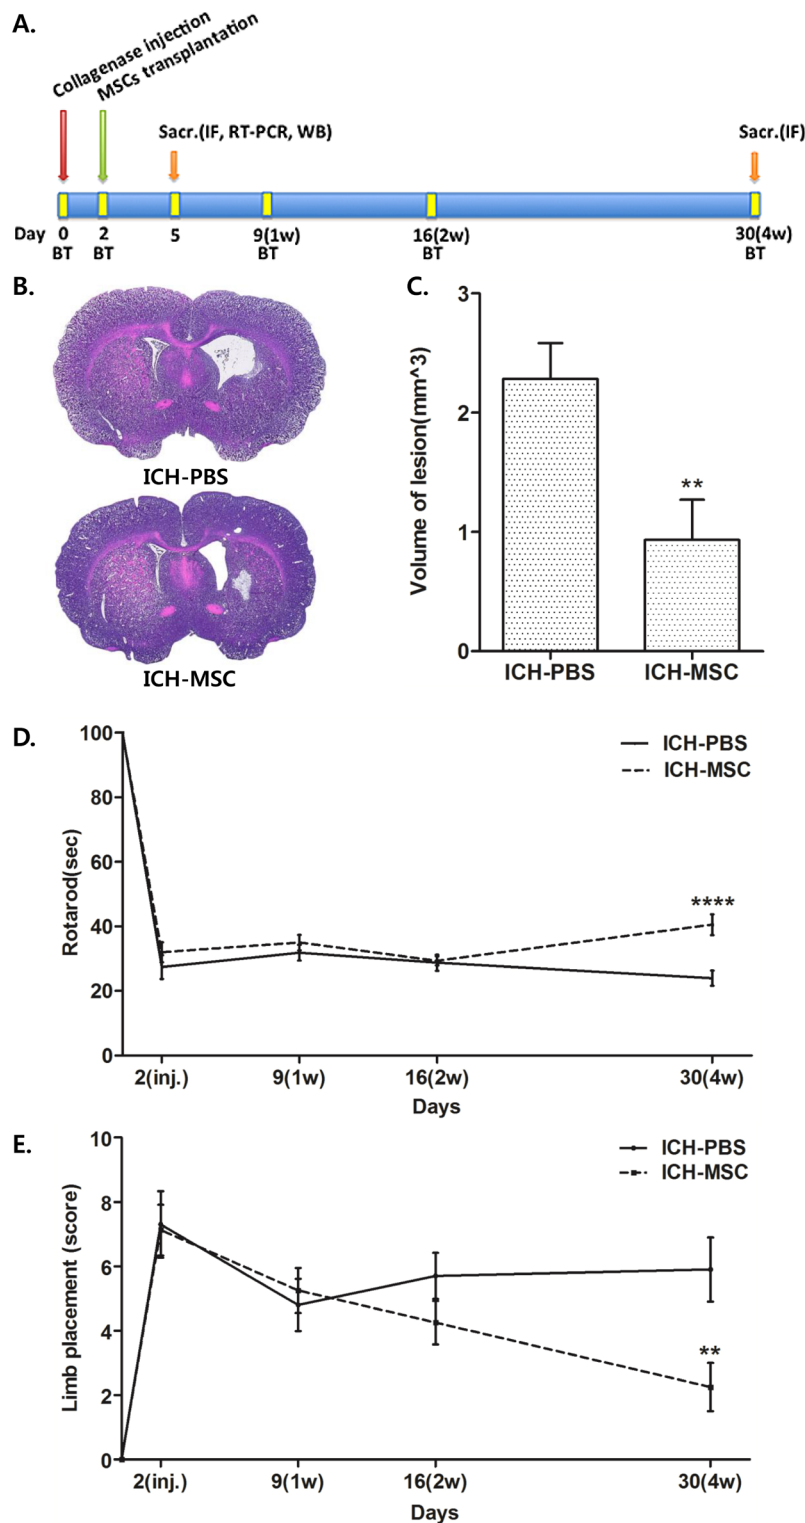 A.
Collagenase injection
MSCs transplantation
Sacr.(IF, RT-PCR, WB)
Sacr.(IF)
Day 0 2 5 9(1w) 16(2w) 30(4w)
BT BT BT BT BT
B.
ICH-PBS
ICH-MSC
C.
Volume of lesion(mm^3)
3
2
1
0
**
ICH-PBS ICH-MSC
D.
Rotarod(sec)
100
80
60
40
20
0
ICH-PBS
ICH-MSC
****
2(inj.) 9(1w) 16(2w) 30(4w)
Days
E.
Limb placement (score)
10
8
6
4
2
0
ICH-PBS
ICH-MSC
**
2(inj.) 9(1w) 16(2w) 30(4w)
Days